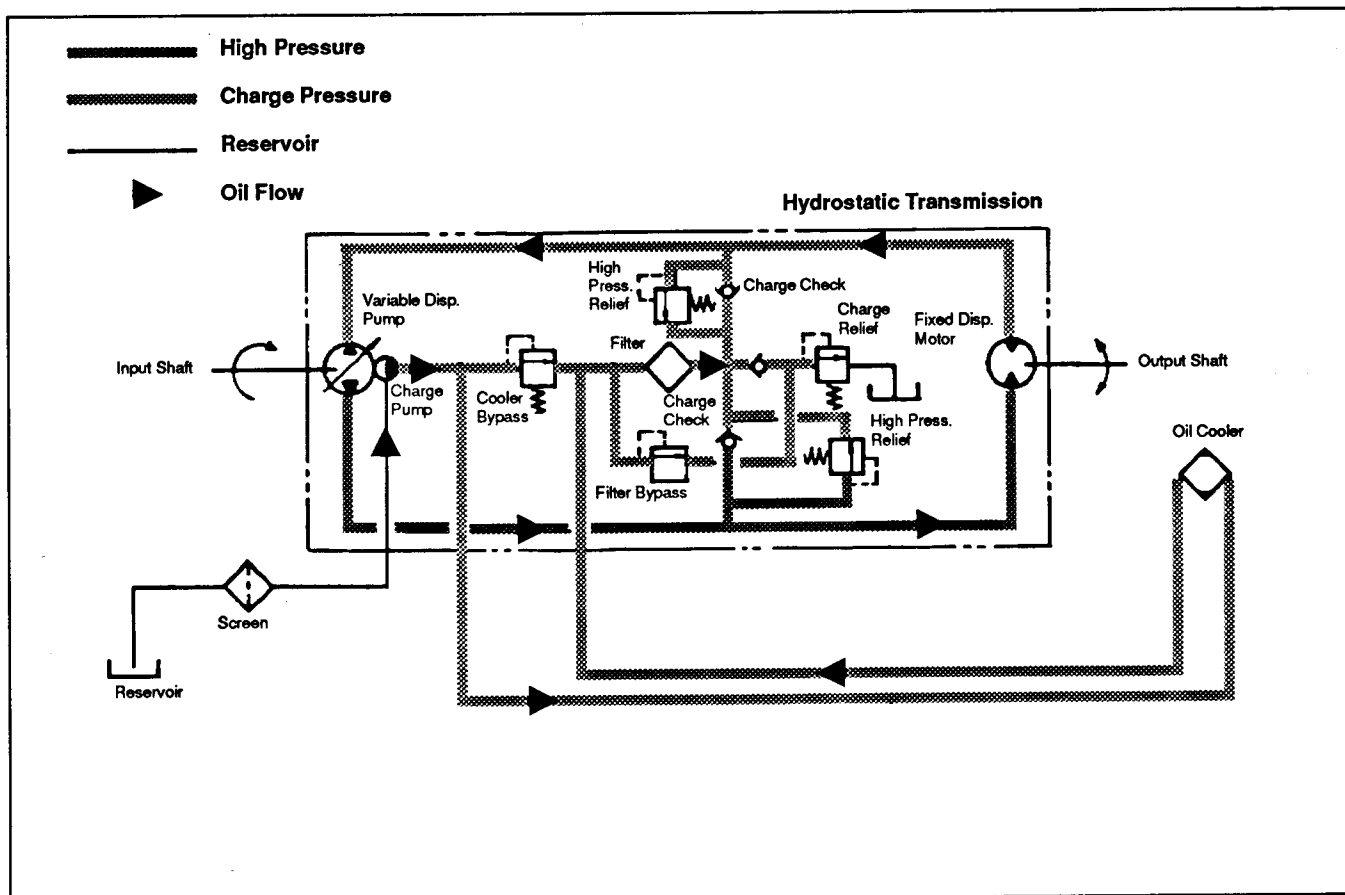 High Pressure
Charge Pressure
Reservoir
Oil Flow
Hydrostatic Transmission
High
Press.
Relief
Charge Check
Variable Disp.
Pump
Charge
Relief
Fixed Disp.
Motor
Filter
Input Shaft
Output Shaft
Charge
Pump
Cooler
Bypass
Charge
Check
High Press.
Relief
Oil Cooler
Filter Bypass
Screen
Reservoir